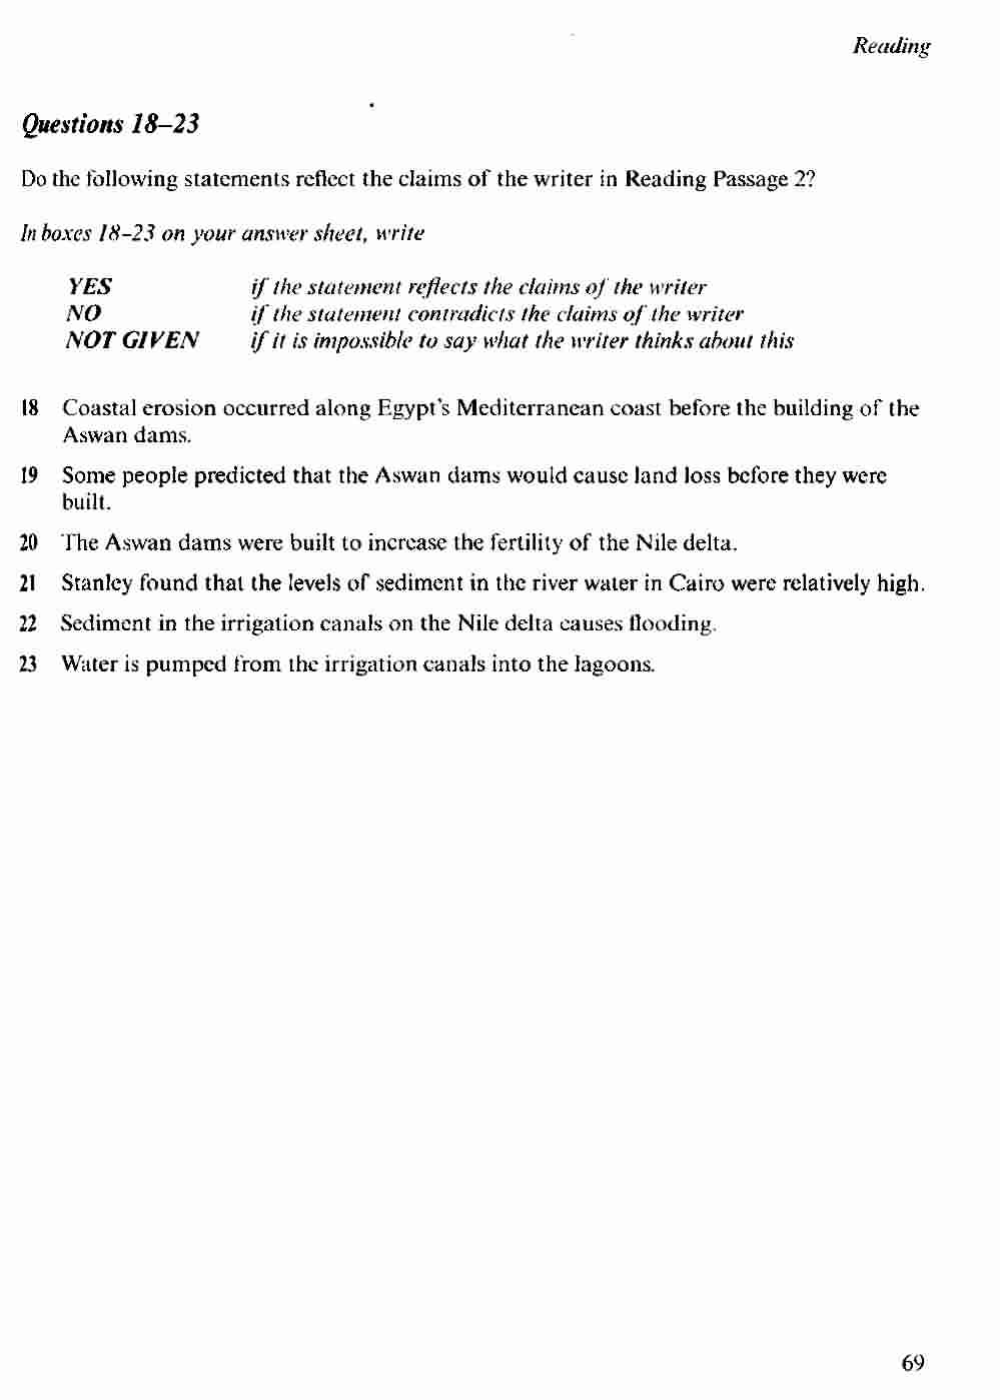 Reading
Questions 18–23
Do the following statements reflect the claims of the writer in Reading Passage 2?
In boxes 18–23 on your answer sheet, write
YES if the statement reflects the claims of the writer
NO if the statement contradicts the claims of the writer
NOT GIVEN if it is impossible to say what the writer thinks about this
18 Coastal erosion occurred along Egypt's Mediterranean coast before the building of the
Aswan dams.
19 Some people predicted that the Aswan dams would cause land loss before they were
built.
20 The Aswan dams were built to increase the fertility of the Nile delta.
21 Stanley found that the levels of sediment in the river water in Cairo were relatively high.
22 Sediment in the irrigation canals on the Nile delta causes flooding.
23 Water is pumped from the irrigation canals into the lagoons.
69